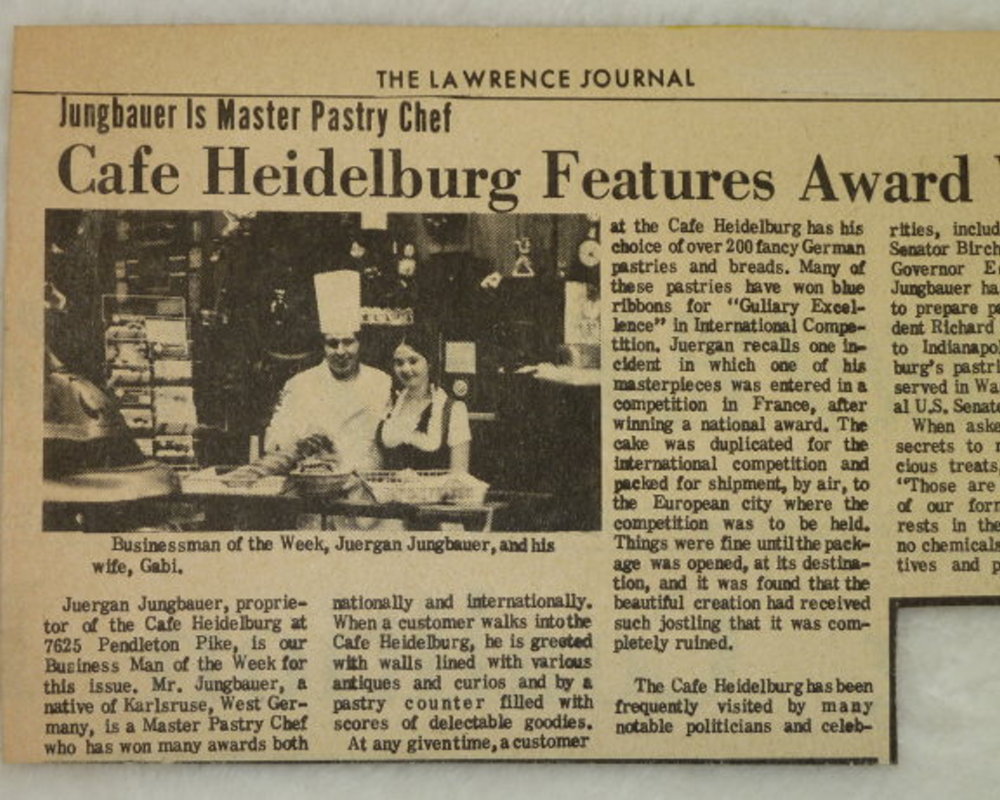 THE LAWRENCE JOURNAL
Jungbauer Is Master Pastry Chef
Cafe Heidelburg Features Award
Businessman of the Week, Juergan Jungbauer, and his
wife, Gabi.
Juergan Jungbauer, proprie-
tor of the Cafe Heidelburg at
7625 Pendleton Pike, is our
Business Man of the Week for
this issue. Mr. Jungbauer, a
native of Karlsruse, West Ger-
many, is a Master Pastry Chef
who has won many awards both
nationally and internationally.
When a customer walks into the
Cafe Heidelburg, he is greeted
with walls lined with various
antiques and curios and by a
pastry counter filled with
scores of delectable goodies.
At any given time, a customer
at the Cafe Heidelburg has his
choice of over 200 fancy German
pastries and breads. Many of
these pastries have won blue
ribbons for "Guliary Excel-
lence" in International Compe-
tition. Juergan recalls one in-
cident in which one of his
masterpieces was entered in a
competition in France, after
winning a national award. The
cake was duplicated for the
international competition and
packed for shipment, by air, to
the European city where the
competition was to be held.
Things were fine until the pack-
age was opened, at its destina-
tion, and it was found that the
beautiful creation had received
such jostling that it was com-
pletely ruined.
The Cafe Heidelburg has been
frequently visited by many
notable politicians and celeb-
rities, includ
Senator Birch
Governor E
Jungbauer ha
to prepare p
dent Richard
to Indianapol
burg's pastri
served in Wa
al U.S. Senat
When aske
secrets to
cious treats,
"Those are
of our for
rests in the
no chemicals
tives and p